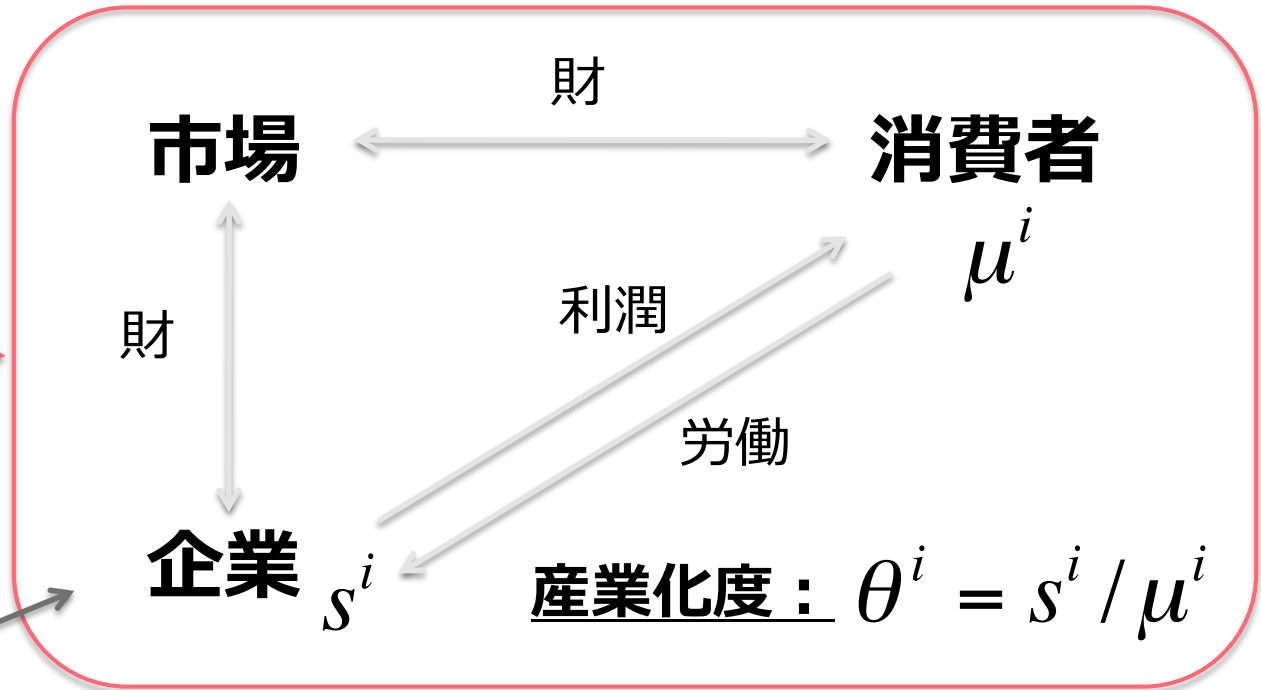 財
市場
消費者
μ^i
利潤
財
労働
企業 s^i
産業化度： θ^i = s^i / μ^i